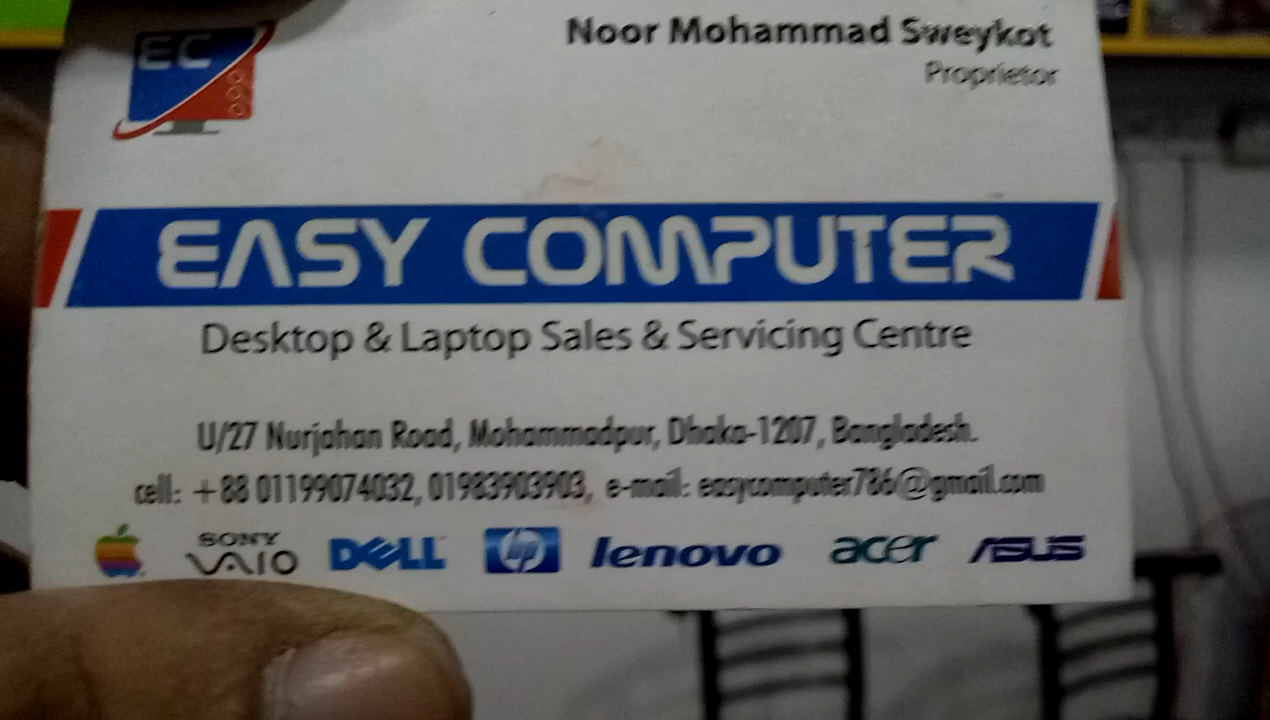 EC
Noor Mohammad Sweykot
Proprietor
EASY COMPUTER
Desktop & Laptop Sales & Servicing Centre
U/27 Nurjahan Road, Mohammadpur, Dhaka-1207, Bangladesh.
cell: +88 01199074032, 01983903903, e-mail: easycomputer786@gmail.com
SONY VAIO DELL hp lenovo acer ASUS